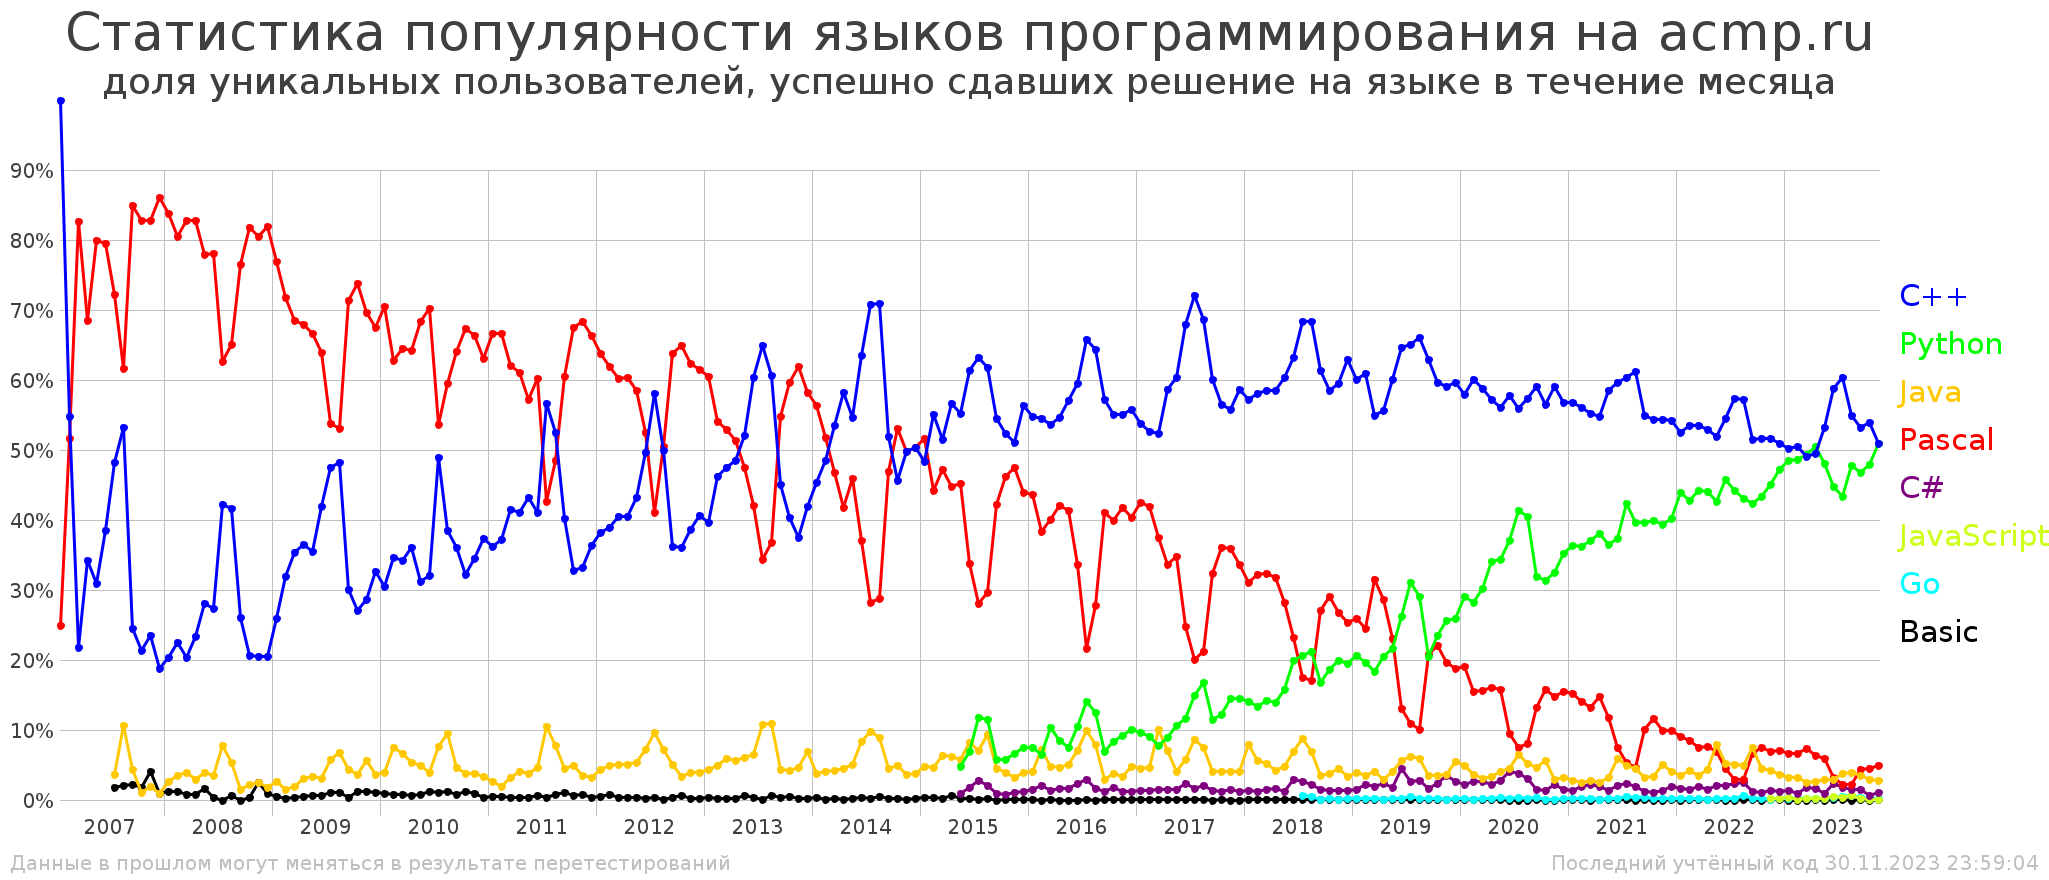 Статистика популярности языков программирования на acmp.ru
доля уникальных пользователей, успешно сдавших решение на языке в течение месяца
90%
80%
70%
60%
50%
40%
30%
20%
10%
0%
2007 2008 2009 2010 2011 2012 2013 2014 2015 2016 2017 2018 2019 2020 2021 2022 2023
C++
Python
Java
Pascal
C#
JavaScript
Go
Basic
Данные в прошлом могут меняться в результате перетестирований
Последний учтённый код 30.11.2023 23:59:04